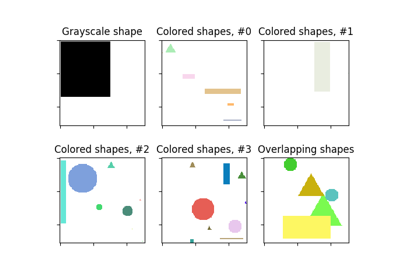 Grayscale shape
Colored shapes, #0
Colored shapes, #1
Colored shapes, #2
Colored shapes, #3
Overlapping shapes